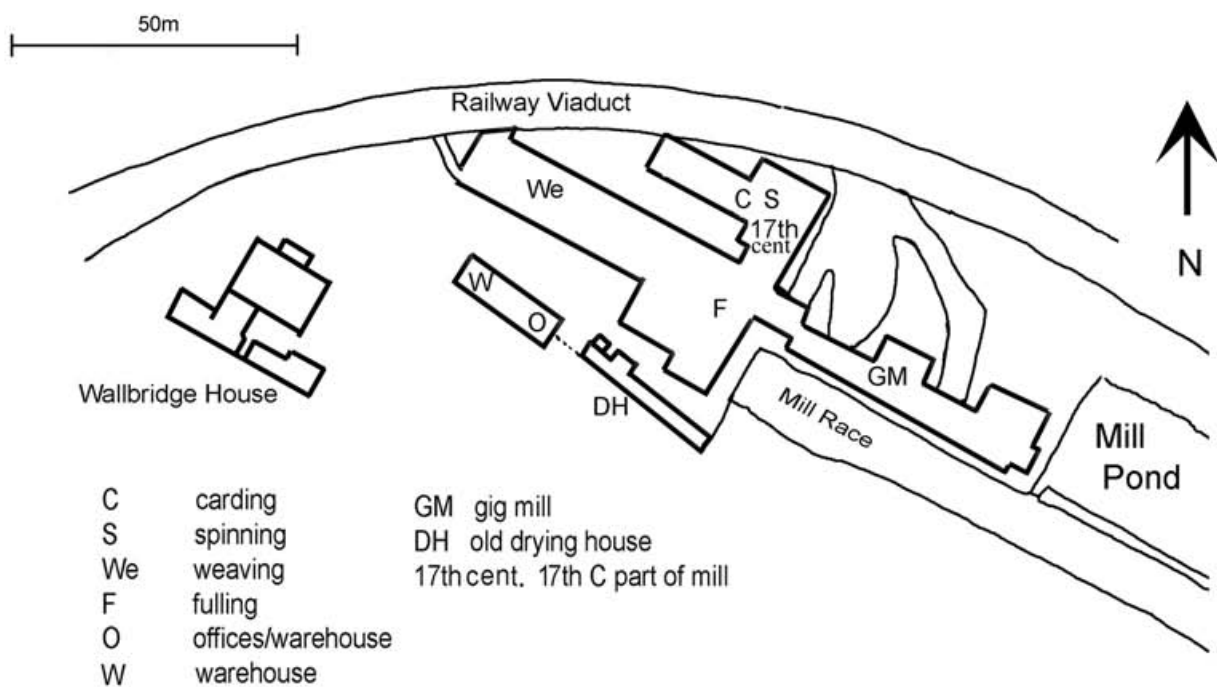 50m
Railway Viaduct
We
C S
17th
cent
N
W
O
F
GM
Wallbridge House
DH
Mill Race
Mill
Pond
C carding
S spinning
We weaving
F fulling
O offices/warehouse
W warehouse
GM gig mill
DH old drying house
17th cent. 17th C part of mill